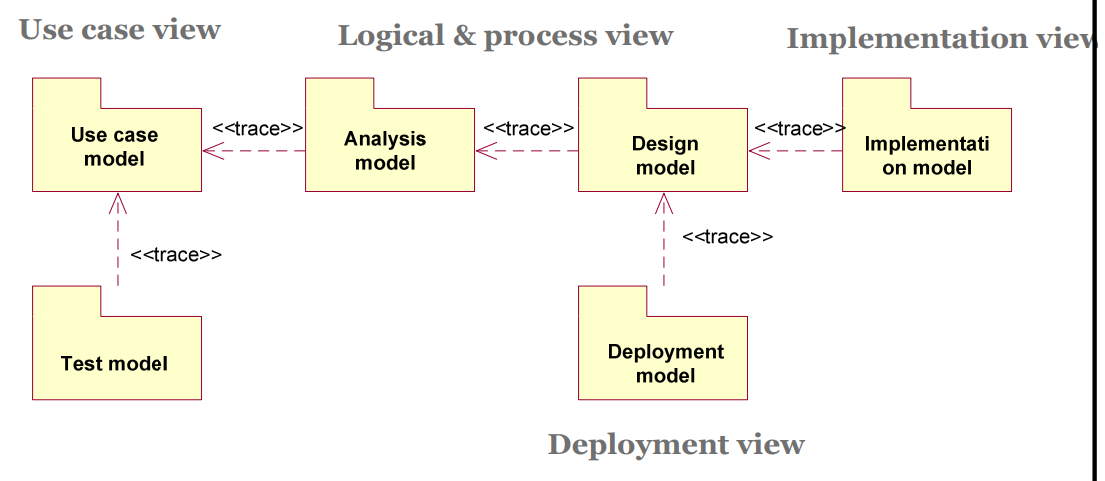 Use case view
Logical & process view
Implementation view
Use case
model
<<trace>>
Analysis
model
<<trace>>
Design
model
<<trace>>
Implementati
on model
<<trace>>
<<trace>>
Test model
Deployment
model
Deployment view